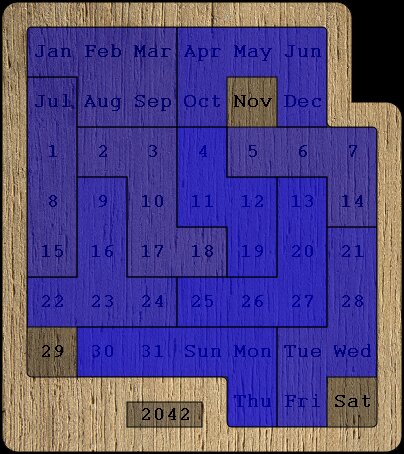 Jan Feb Mar Apr May Jun
Jul Aug Sep Oct Nov Dec
1 2 3 4 5 6 7
8 9 10 11 12 13 14
15 16 17 18 19 20 21
22 23 24 25 26 27 28
29 30 31 Sun Mon Tue Wed
Thu Fri Sat
2042